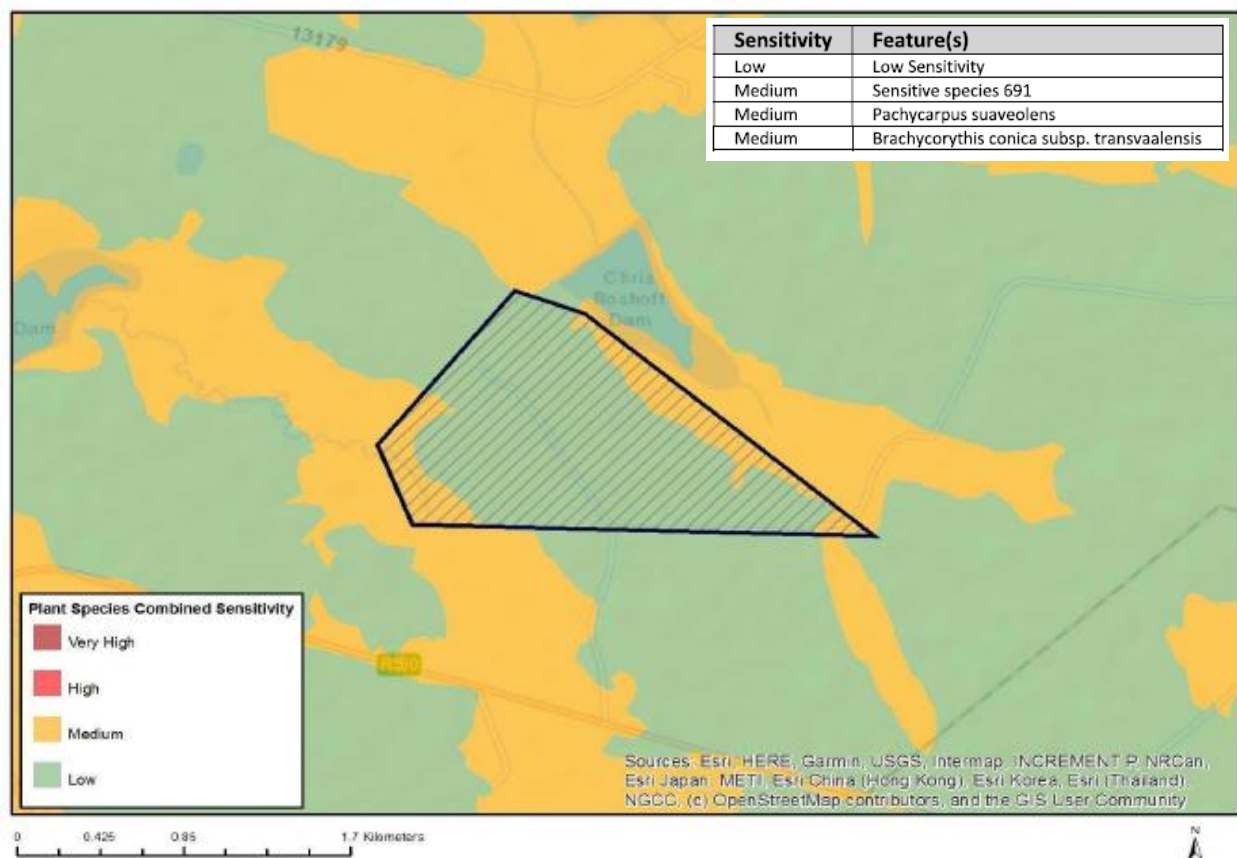 13179
Sensitivity Feature(s)
Low Low Sensitivity
Medium Sensitive species 691
Medium Pachycarpus suaveolens
Medium Brachycorythis conica subsp. transvaalensis
Chris
Boshoff
Dam
Dam
Plant Species Combined Sensitivity
Very High
High
Medium
Low
R50
Sources: Esri, HERE, Garmin, USGS, Intermap, INCREMENT P, NRCan,
Esri Japan, METI, Esri China (Hong Kong), Esri Korea, Esri (Thailand),
NGCC, (c) OpenStreetMap contributors, and the GIS User Community
0 0.425 0.85 1.7 Kilometers
N